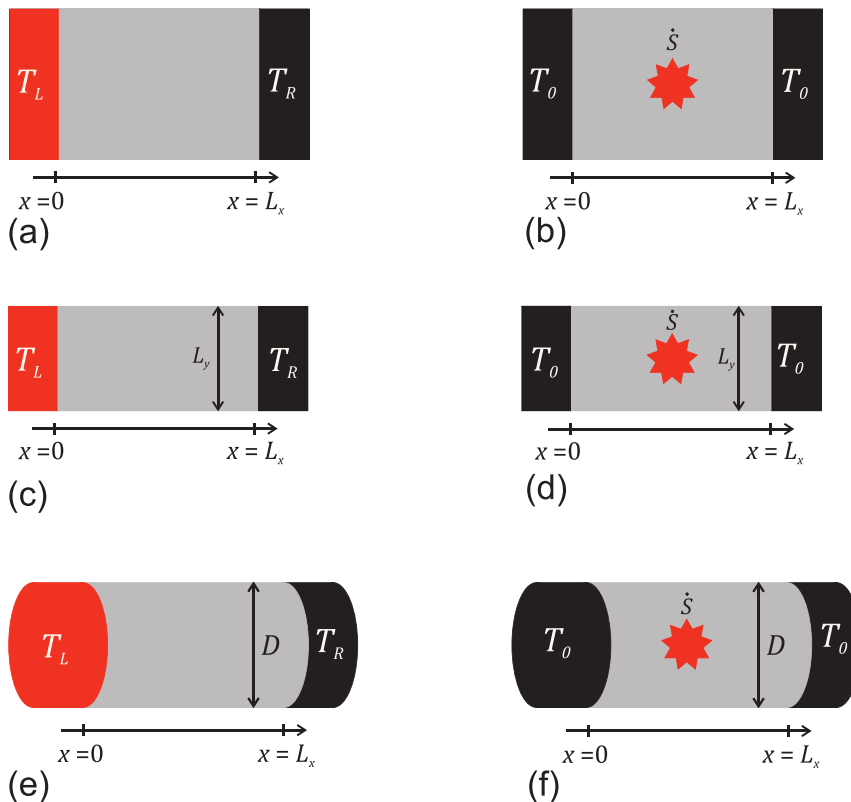 T_L T_R
x = 0 x = L_x
(a)
Ṡ
T_0 T_0
x = 0 x = L_x
(b)
T_L L_y T_R
x = 0 x = L_x
(c)
Ṡ
T_0 L_y T_0
x = 0 x = L_x
(d)
T_L D T_R
x = 0 x = L_x
(e)
Ṡ
T_0 D T_0
x = 0 x = L_x
(f)